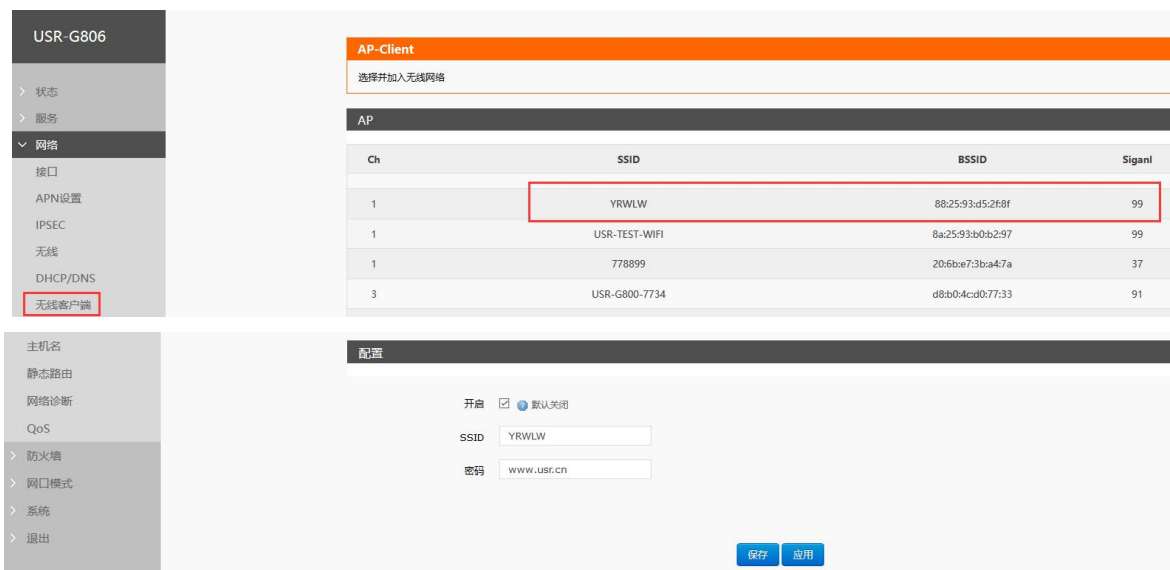 USR-G806
状态
服务
网络
接口
APN设置
IPSEC
无线
DHCP/DNS
无线客户端
AP-Client
选择并加入无线网络
AP
Ch SSID BSSID Siganl
1 YRWLW 88:25:93:d5:2f:8f 99
1 USR-TEST-WIFI 8a:25:93:b0:b2:97 99
1 778899 20:6b:e7:3b:a4:7a 37
3 USR-G800-7734 d8:b0:4c:d0:77:33 91
主机名
静态路由
网络诊断
QoS
防火墙
网口模式
系统
退出
配置
开启 默认关闭
SSID YRWLW
密码 www.usr.cn
保存 应用